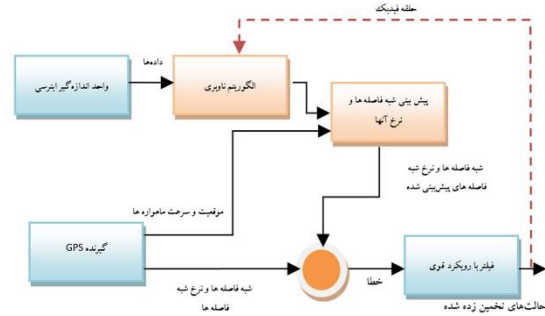 حلقه فیدبک
داده‌ها
واحد اندازه‌گیر اینرسی
الگوریتم ناوبری
پیش بینی شبه فاصله ها و
نرخ آنها
شبه فاصله ها و نرخ شبه
فاصله های پیش‌بینی شده
موقعیت و سرعت ماهواره ها
گیرنده GPS
فیلتر با رویکرد قوی
خطا
شبه فاصله ها و نرخ شبه
فاصله ها
حالت‌های تخمین زده شده